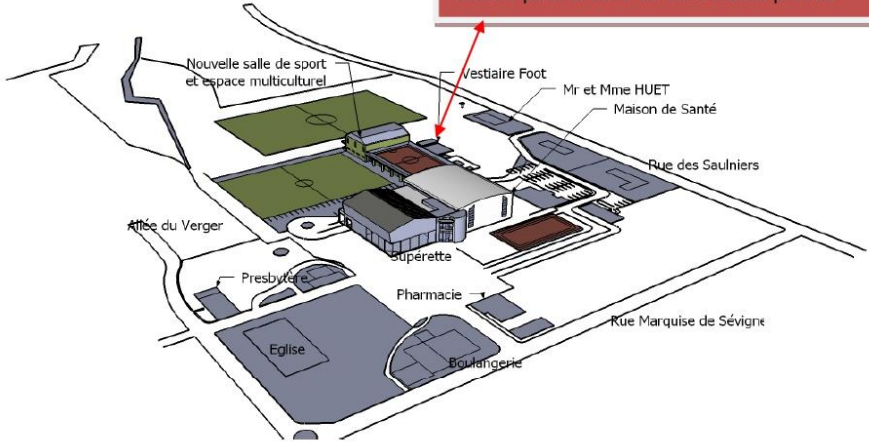 Nouvelle salle de sport
et espace multiculturel
Vestiaire Foot
Mr et Mme HUET
Maison de Santé
Rue des Saulniers
Allée du Verger
Supérette
Presbytère
Pharmacie
Rue Marquise de Sévigne
Eglise
Boulangerie